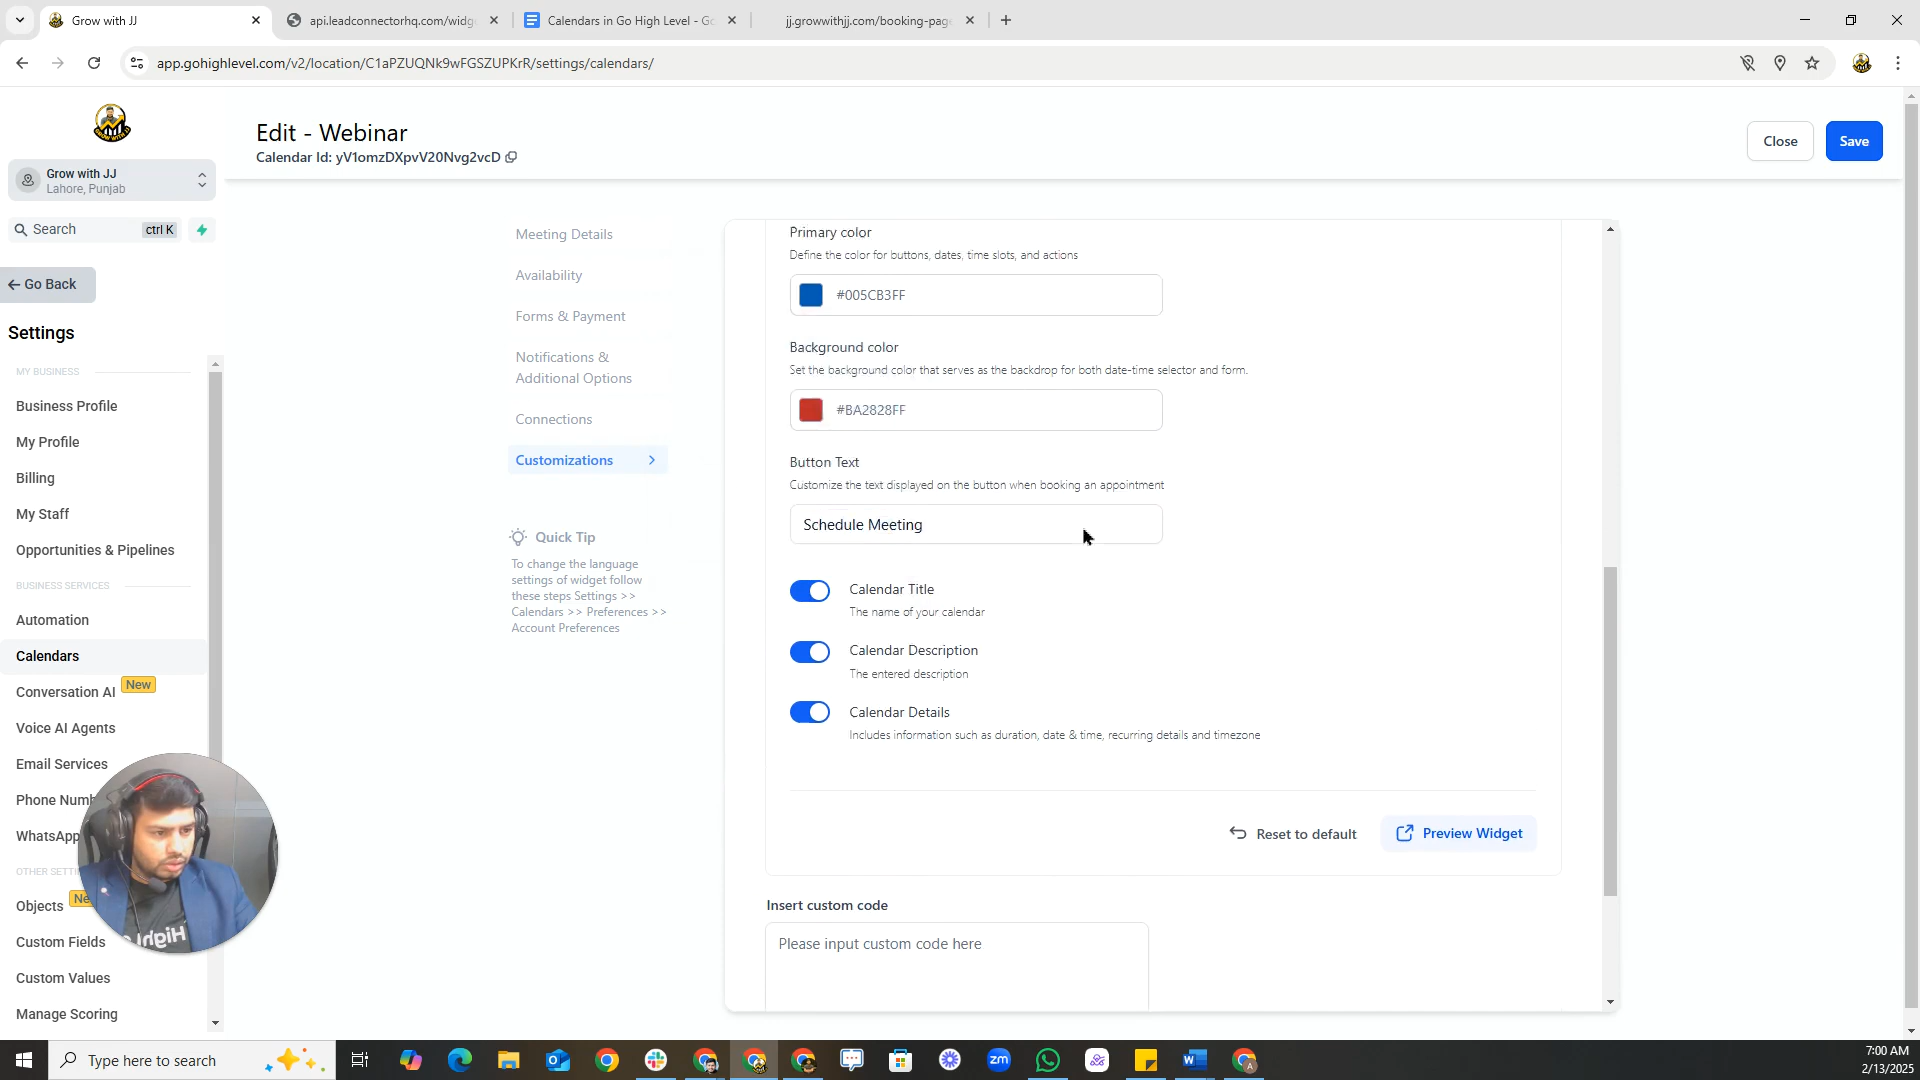 Grow with JJ
api.leadconnectorhq.com/widg
Calendars in Go High Level - Go
jj.growwithjj.com/booking-page
app.gohighlevel.com/v2/location/C1aPZUQNk9wFGSZUPKrR/settings/calendars/
Edit - Webinar
Calendar Id: yV1omzDXpvV20Nvg2vcD
Close
Save
Grow with JJ
Lahore, Punjab
Search
ctrl K
Go Back
Settings
MY BUSINESS
Business Profile
My Profile
Billing
My Staff
Opportunities & Pipelines
BUSINESS SERVICES
Automation
Calendars
Conversation AI New
Voice AI Agents
Email Services
Phone Numb
WhatsApp
OTHER SETTI
Objects Ne
Custom Fields
Custom Values
Manage Scoring
Meeting Details
Availability
Forms & Payment
Notifications &
Additional Options
Connections
Customizations
Quick Tip
To change the language
settings of widget follow
these steps Settings >>
Calendars >> Preferences >>
Account Preferences
Primary color
Define the color for buttons, dates, time slots, and actions
#005CB3FF
Background color
Set the background color that serves as the backdrop for both date-time selector and form.
#BA2828FF
Button Text
Customize the text displayed on the button when booking an appointment
Schedule Meeting
Calendar Title
The name of your calendar
Calendar Description
The entered description
Calendar Details
Includes information such as duration, date & time, recurring details and timezone
Reset to default
Preview Widget
Insert custom code
Please input custom code here
Type here to search
zm
7:00 AM
2/13/2025